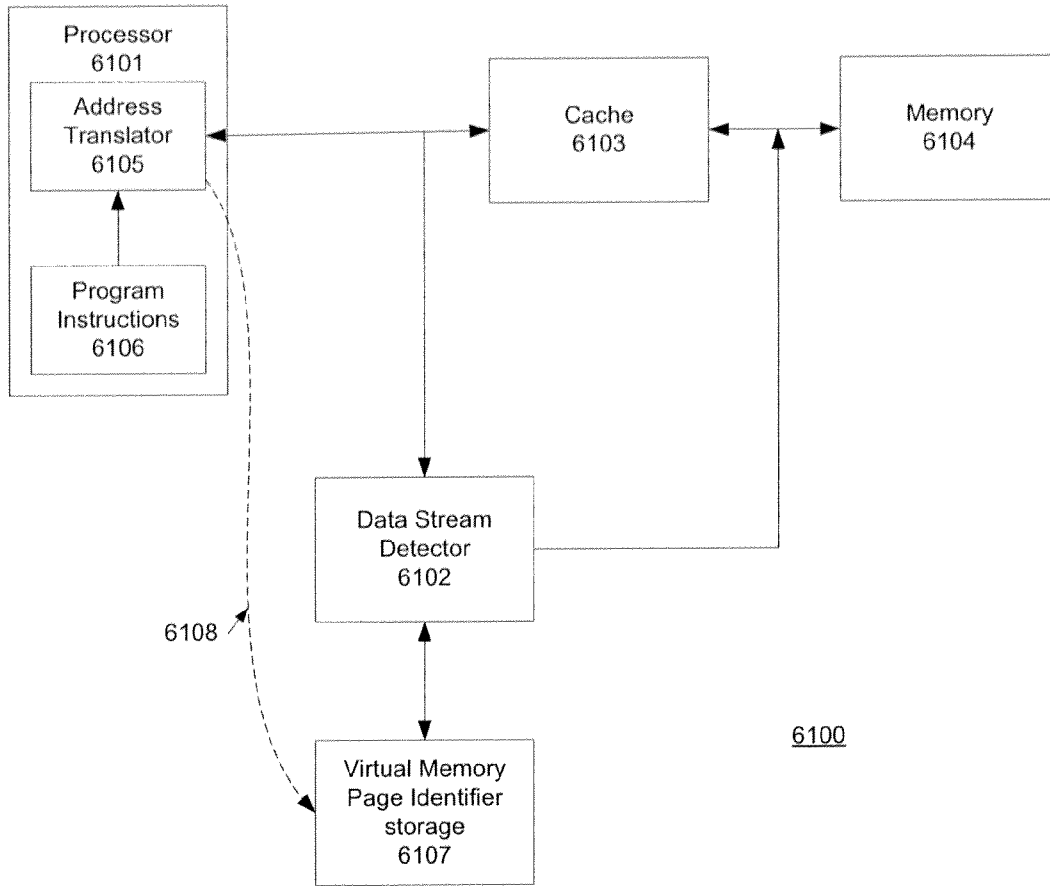 Processor
6101
Address
Translator
6105
Program
Instructions
6106
Cache
6103
Memory
6104
Data Stream
Detector
6102
6108
Virtual Memory
Page Identifier
storage
6107
6100